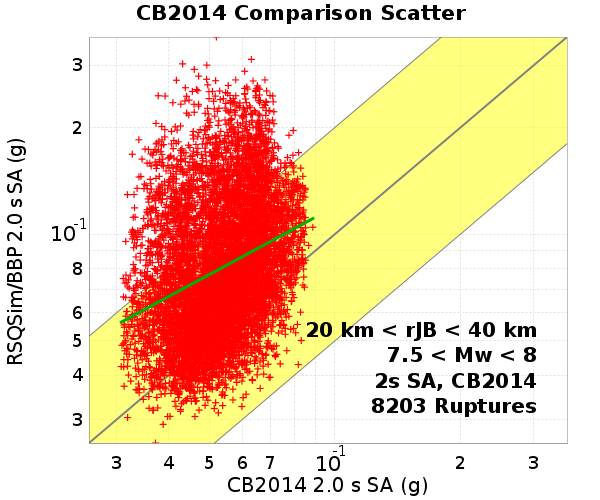 CB2014 Comparison Scatter
RSQSim/BBP 2.0 s SA (g)
3
2
10-1
8
6
5
4
3
20 km < rJB < 40 km
7.5 < Mw < 8
2s SA, CB2014
8203 Ruptures
3 4 5 6 7 10-1 2 3
CB2014 2.0 s SA (g)